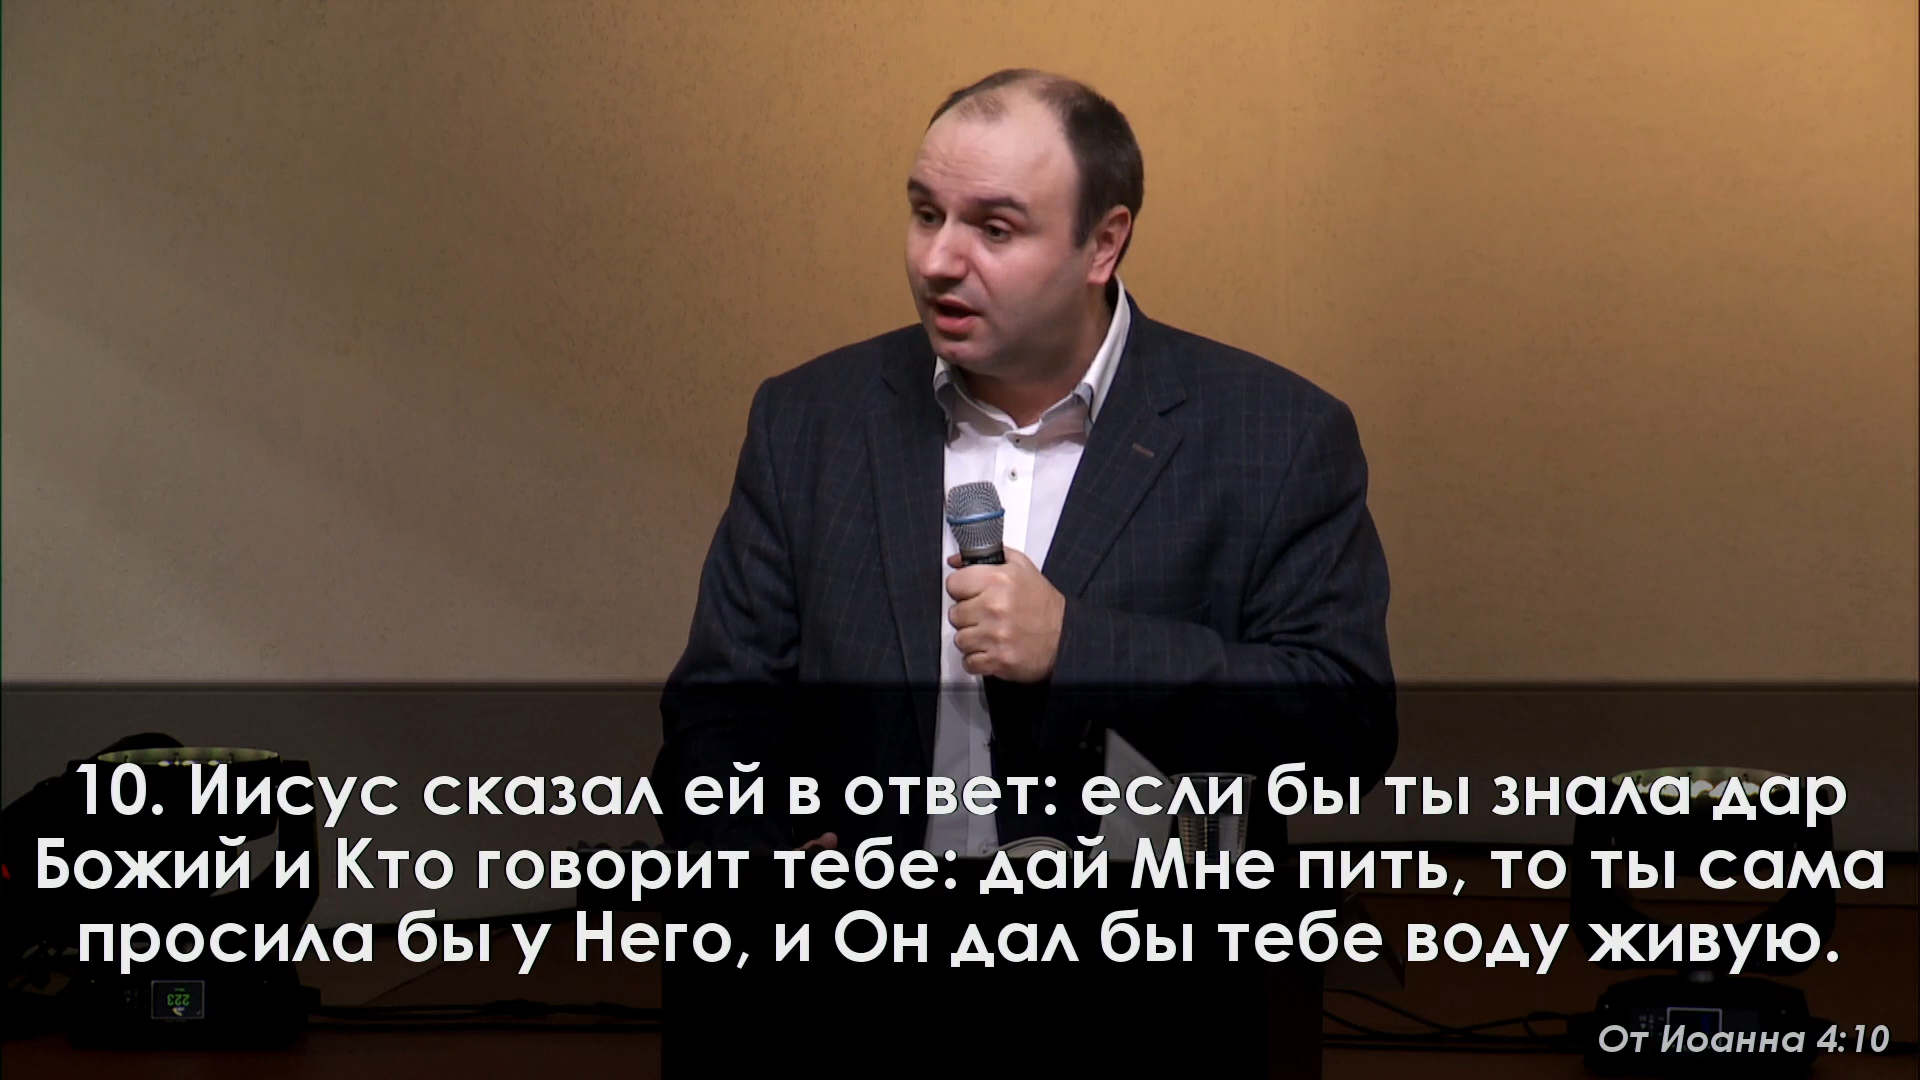 10. Иисус сказал ей в ответ: если бы ты знала дар
Божий и Кто говорит тебе: дай Мне пить, то ты сама
просила бы у Него, и Он дал бы тебе воду живую.
223
От Иоанна 4:10